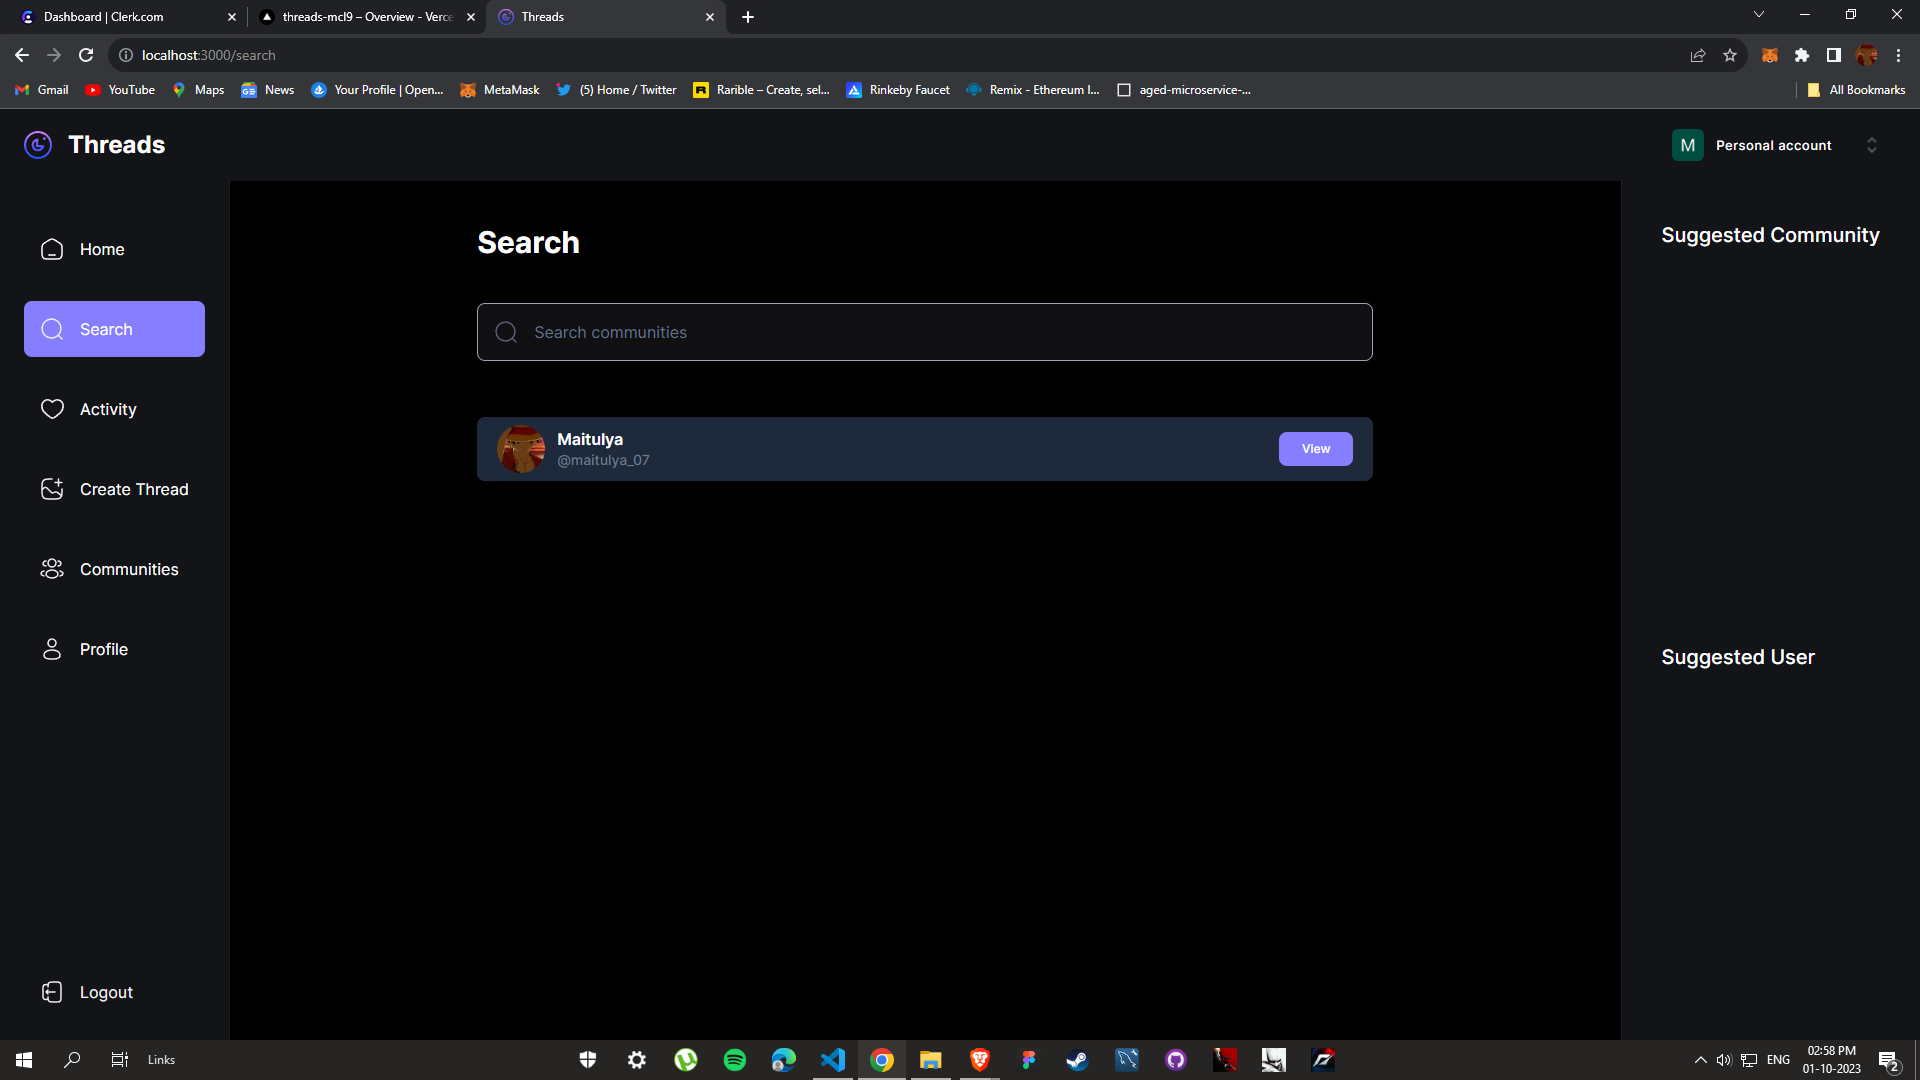 Dashboard | Clerk.com
threads-mcl9 – Overview - Verce
Threads
localhost:3000/search
Gmail
YouTube
Maps
News
Your Profile | Open...
MetaMask
(5) Home / Twitter
Rarible – Create, sel...
Rinkeby Faucet
Remix - Ethereum I...
aged-microservice-...
All Bookmarks
Threads
M
Personal account
Home
Search
Activity
Create Thread
Communities
Profile
Logout
Search
Search communities
Maitulya
@maitulya_07
View
Suggested Community
Suggested User
Links
ENG
02:58 PM
01-10-2023
2